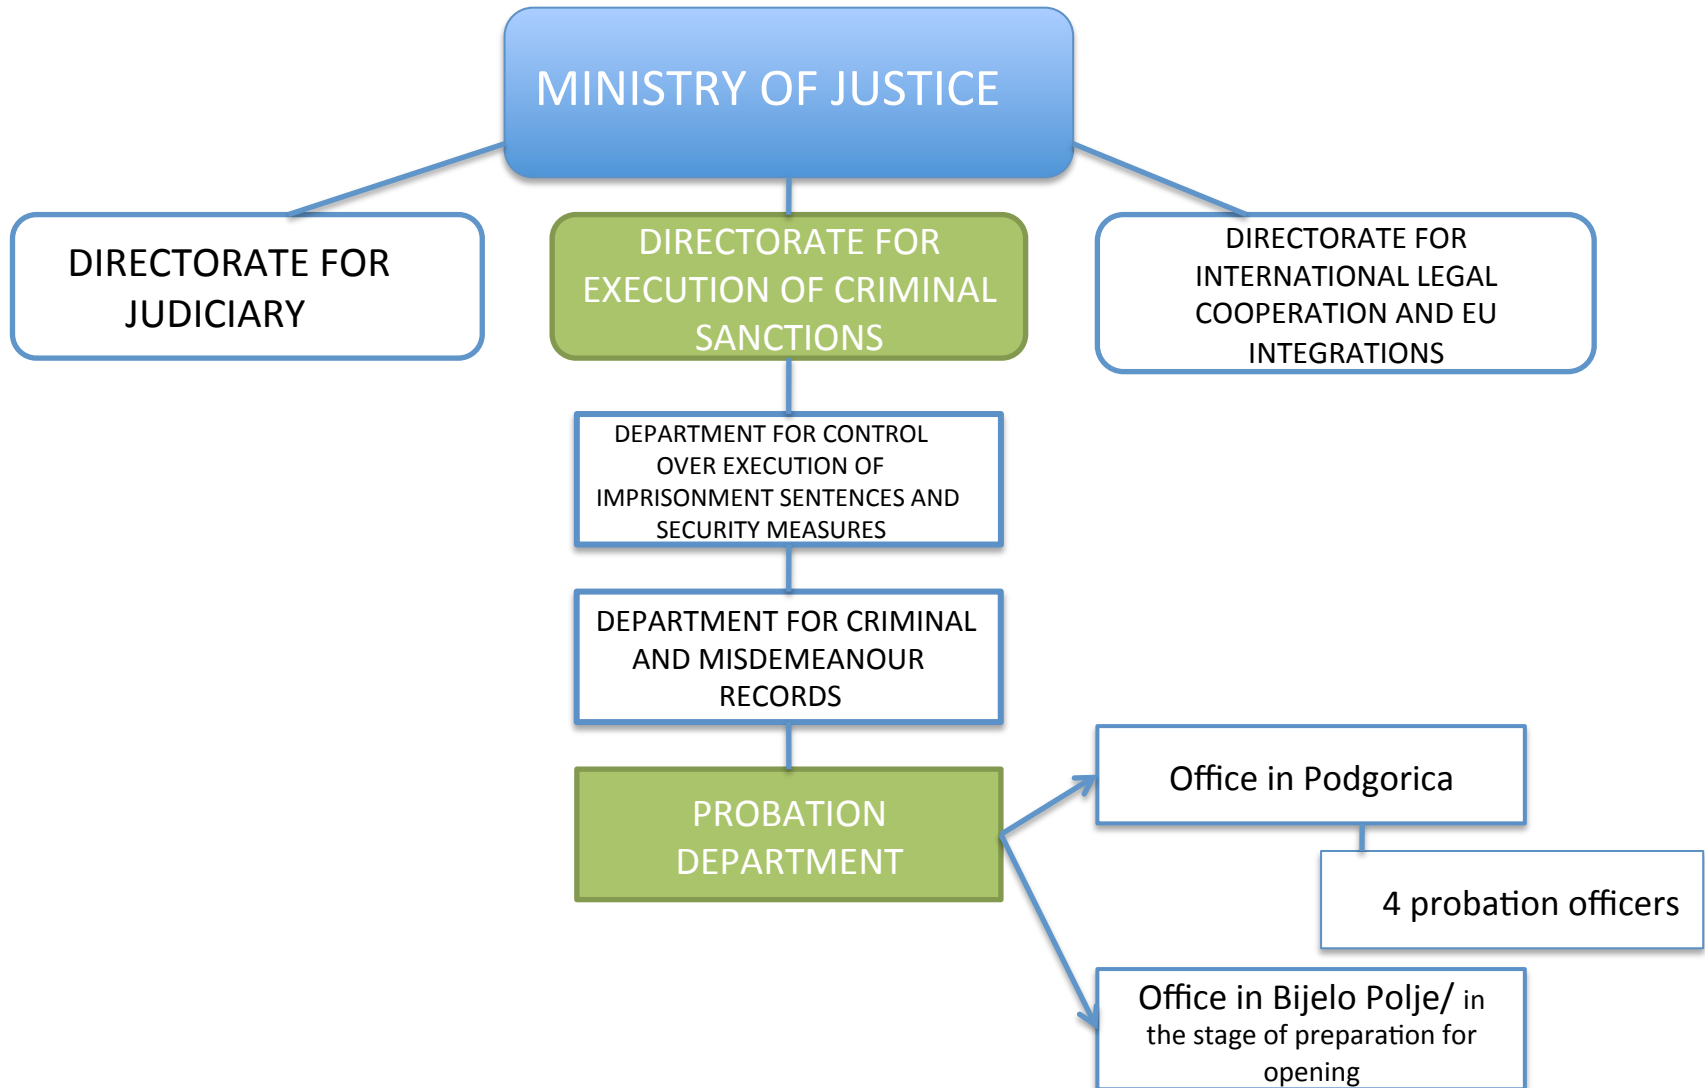 MINISTRY OF JUSTICE
DIRECTORATE FOR
JUDICIARY
DIRECTORATE FOR
EXECUTION OF CRIMINAL
SANCTIONS
DIRECTORATE FOR
INTERNATIONAL LEGAL
COOPERATION AND EU
INTEGRATIONS
DEPARTMENT FOR CONTROL
OVER EXECUTION OF
IMPRISONMENT SENTENCES AND
SECURITY MEASURES
DEPARTMENT FOR CRIMINAL
AND MISDEMEANOUR
RECORDS
PROBATION
DEPARTMENT
Office in Podgorica
4 probation officers
Office in Bijelo Polje/ in
the stage of preparation for
opening